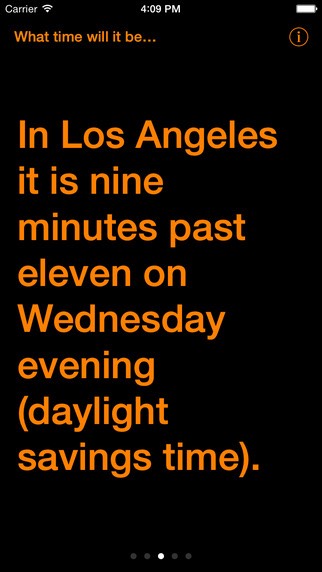 Carrier 4:09 PM
What time will it be...
In Los Angeles
it is nine
minutes past
eleven on
Wednesday
evening
(daylight
savings time).